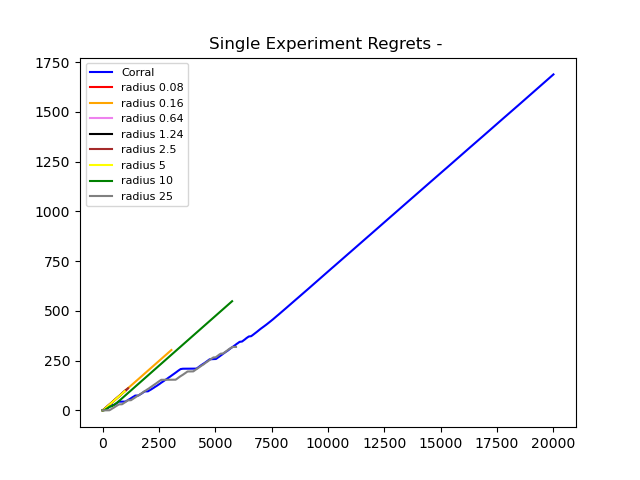 Single Experiment Regrets -
1750
1500
1250
1000
750
500
250
0
Corral
radius 0.08
radius 0.16
radius 0.64
radius 1.24
radius 2.5
radius 5
radius 10
radius 25
0 2500 5000 7500 10000 12500 15000 17500 20000